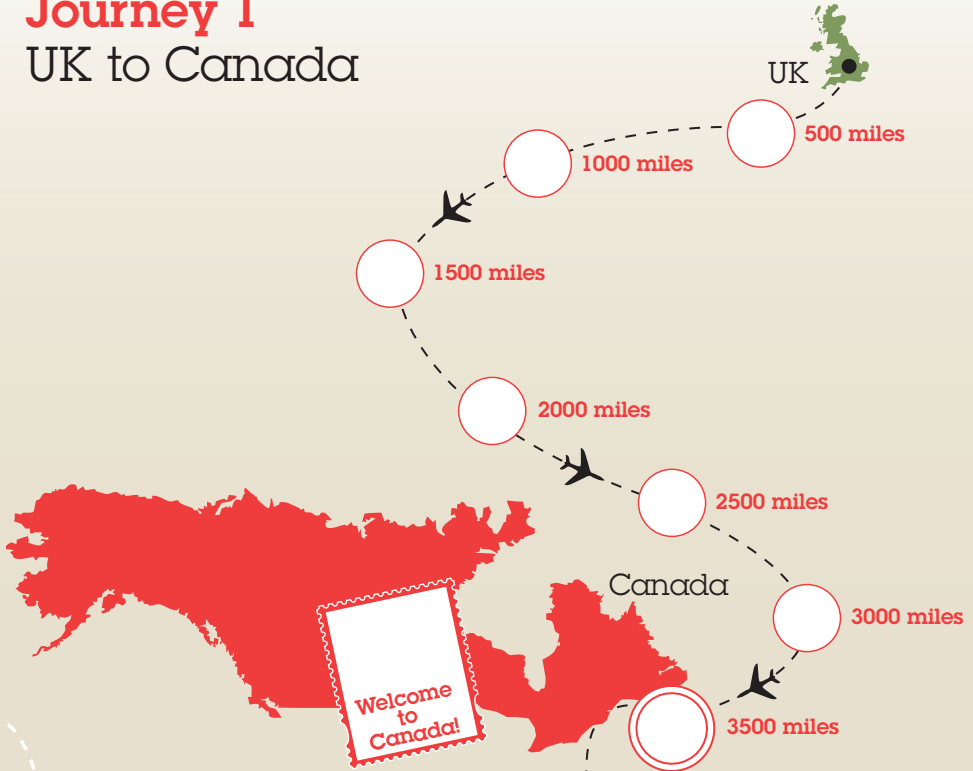 Journey 1
UK to Canada
UK
500 miles
1000 miles
1500 miles
2000 miles
2500 miles
Canada
3000 miles
Welcome
to
Canada!
3500 miles